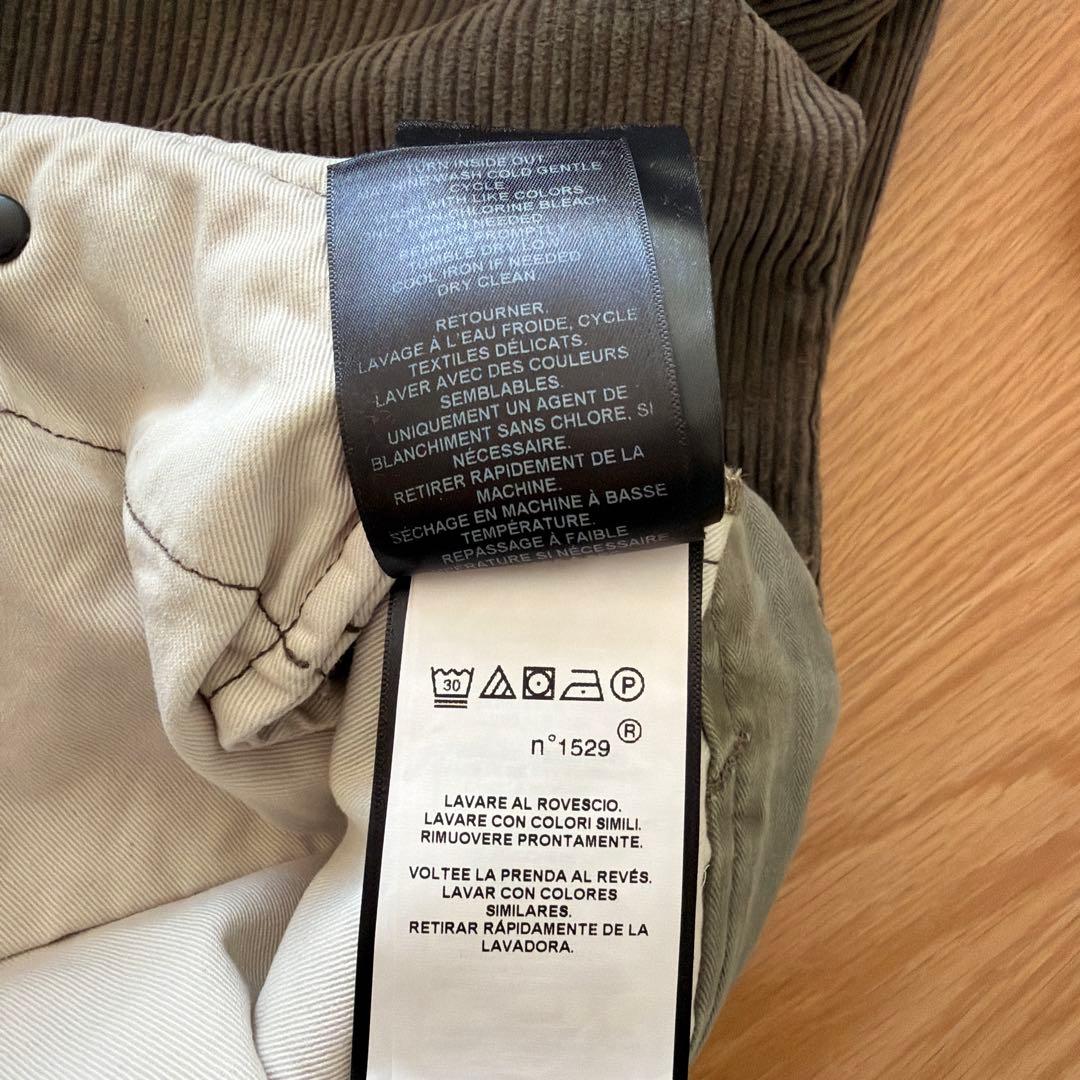 TURN INSIDE OUT
MACHINE WASH COLD GENTLE
CYCLE
WASH WITH LIKE COLORS
NON CHLORINE BLEACH
WHEN NEEDED
REMOVE PROMPTLY
TUMBLE DRY LOW
COOL IRON IF NEEDED
DRY CLEAN
RETOURNER.
LAVAGE À L'EAU FROIDE, CYCLE
TEXTILES DÉLICATS.
LAVER AVEC DES COULEURS
SEMBLABLES.
UNIQUEMENT UN AGENT DE
BLANCHIMENT SANS CHLORE, SI
NÉCESSAIRE.
RETIRER RAPIDEMENT DE LA
MACHINE.
SÉCHAGE EN MACHINE À BASSE
TEMPÉRATURE.
REPASSAGE À FAIBLE
TEMPÉRATURE SI NÉCESSAIRE
30 P
n°1529 ®
LAVARE AL ROVESCIO.
LAVARE CON COLORI SIMILI.
RIMUOVERE PRONTAMENTE.
VOLTEE LA PRENDA AL REVÉS.
LAVAR CON COLORES
SIMILARES.
RETIRAR RÁPIDAMENTE DE LA
LAVADORA.